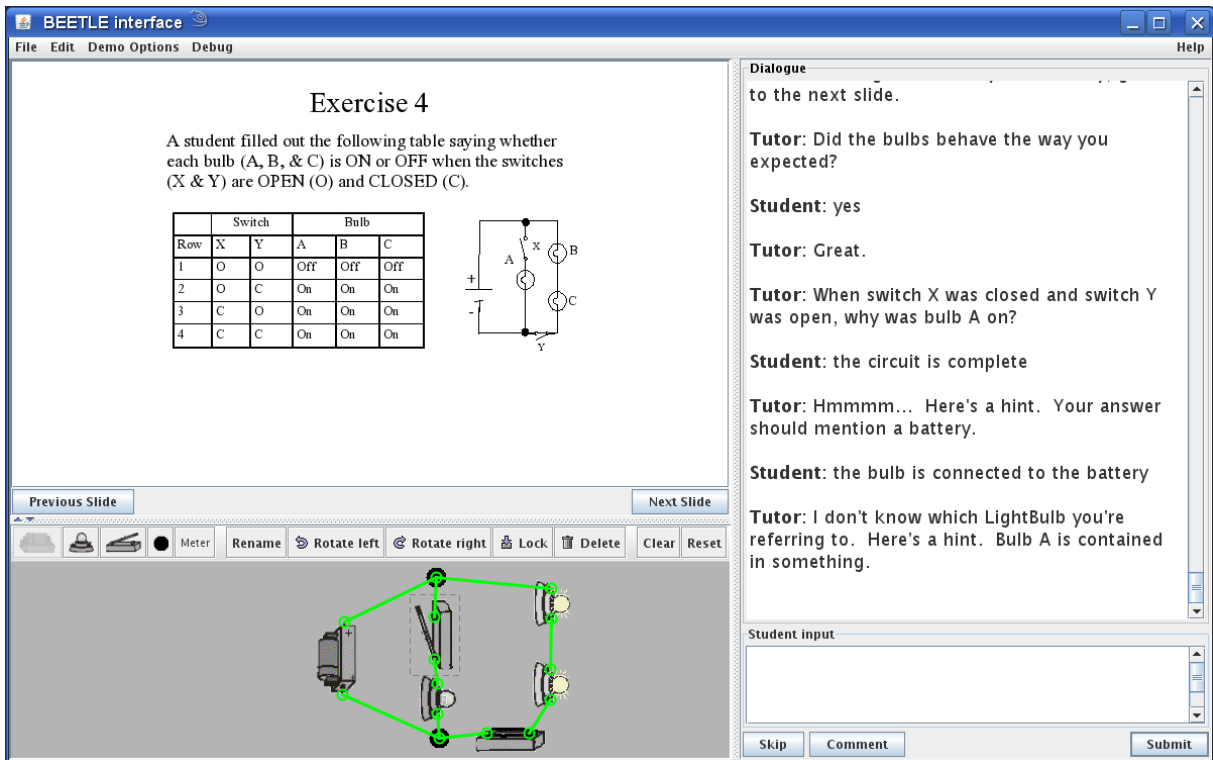 BEETLE interface
File Edit Demo Options Debug Help
Exercise 4
A student filled out the following table saying whether
each bulb (A, B, & C) is ON or OFF when the switches
(X & Y) are OPEN (O) and CLOSED (C).
Switch Bulb
Row X Y A B C
1 O O Off Off Off
2 O C On On On
3 C O On On On
4 C C On On On
X
B
A
+
C
-
Y
Previous Slide Next Slide
Meter Rename Rotate left Rotate right Lock Delete Clear Reset
+
Dialogue
to the next slide.
Tutor: Did the bulbs behave the way you
expected?
Student: yes
Tutor: Great.
Tutor: When switch X was closed and switch Y
was open, why was bulb A on?
Student: the circuit is complete
Tutor: Hmmmm... Here's a hint. Your answer
should mention a battery.
Student: the bulb is connected to the battery
Tutor: I don't know which LightBulb you're
referring to. Here's a hint. Bulb A is contained
in something.
Student input
Skip Comment Submit